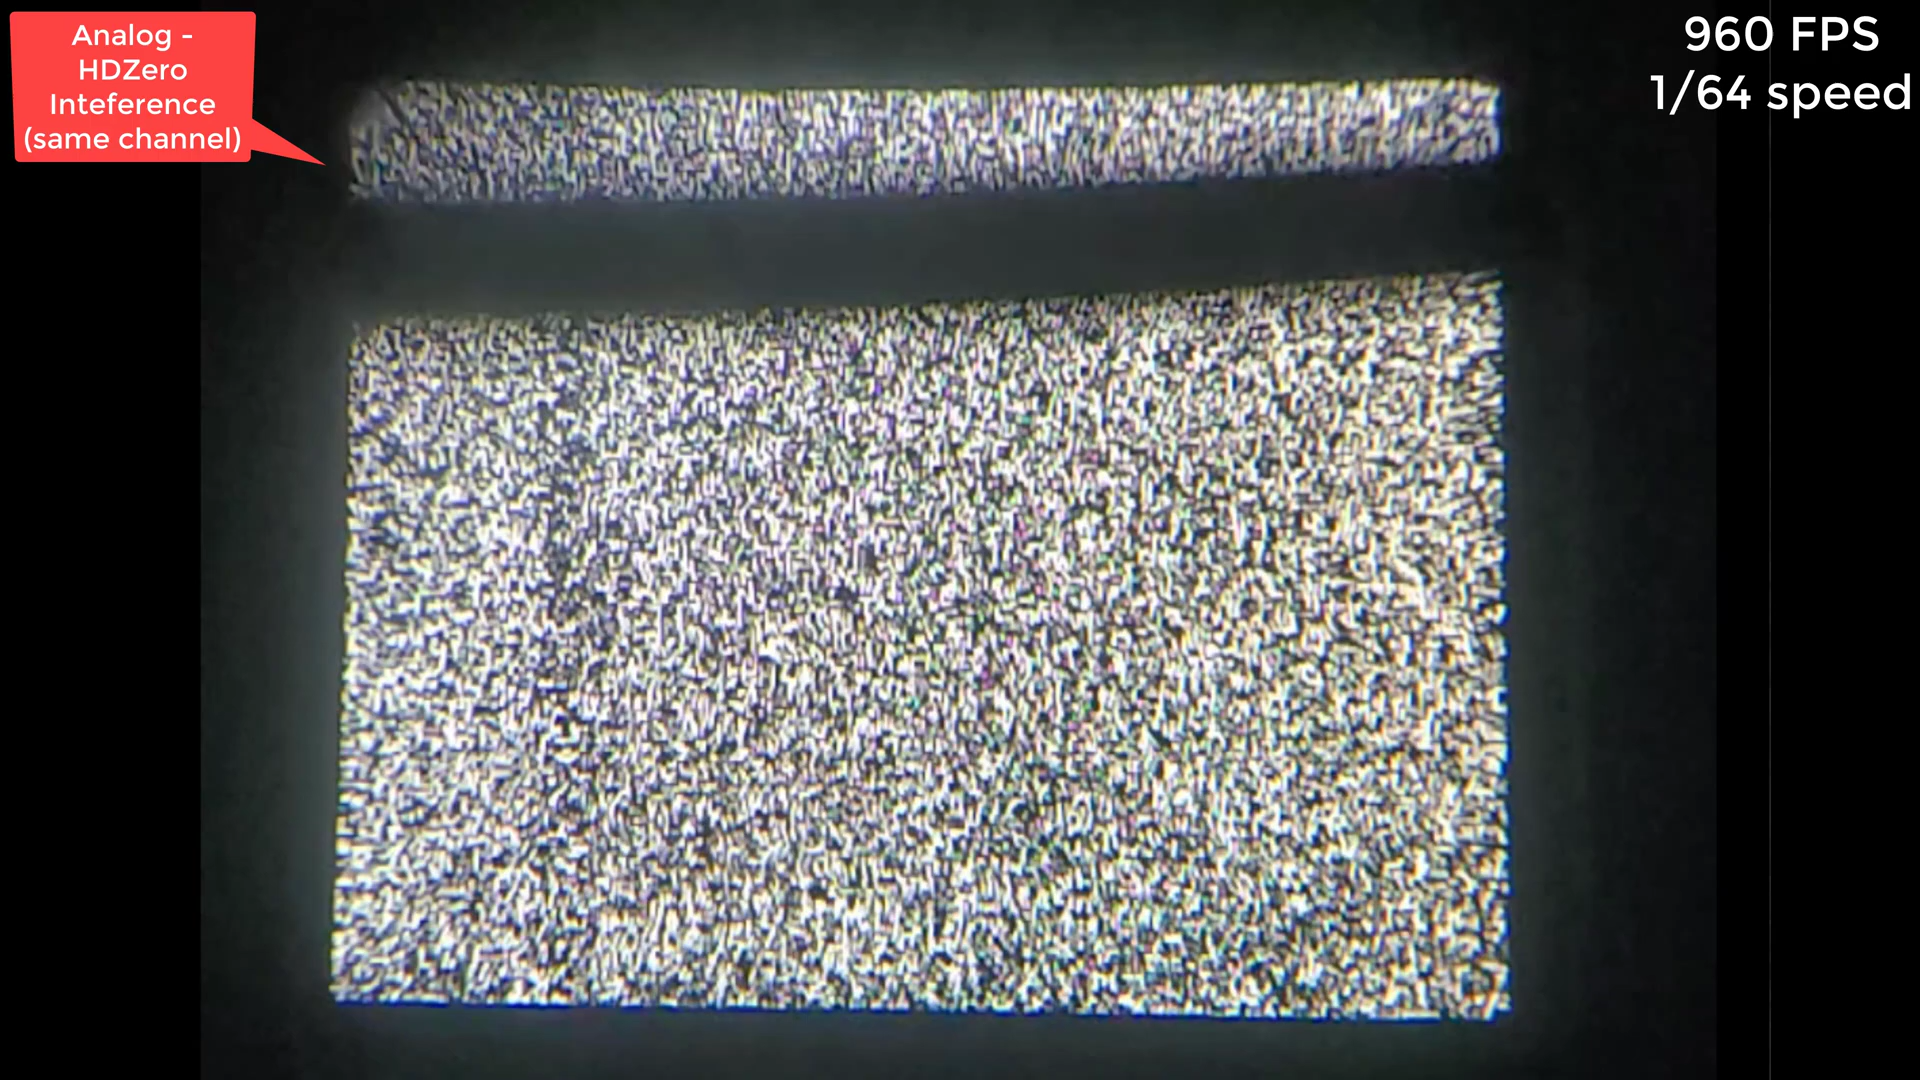 Analog -
HDZero
Inteference
(same channel)
960 FPS
1/64 speed